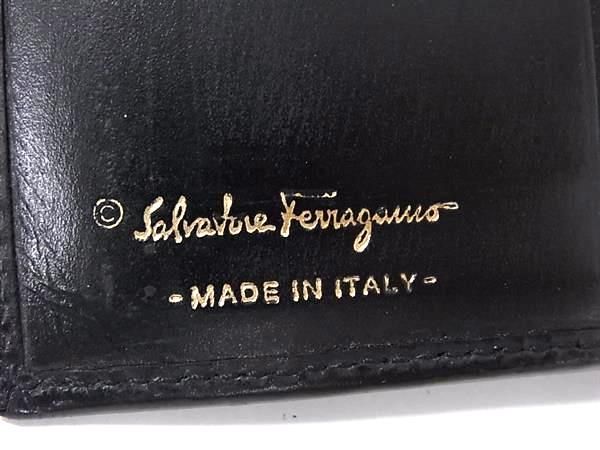 © Salvatore Ferragamo
- MADE IN ITALY -